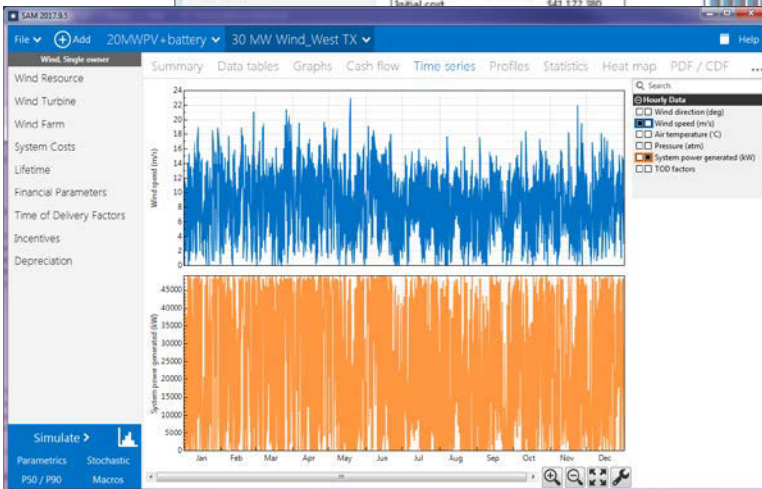 Initial cost $41,177,380
SAM 2017.9.5
File Add 20MWPV+battery 30 MW Wind_West TX Help
Wind, Single owner
Summary Data tables Graphs Cash flow Time series Profiles Statistics Heat map PDF / CDF ...
Wind Resource
Wind Turbine
Wind Farm
System Costs
Lifetime
Financial Parameters
Time of Delivery Factors
Incentives
Depreciation
Search
Hourly Data
Wind direction (deg)
Wind speed (m/s)
Air temperature (°C)
Pressure (atm)
System power generated (kW)
TOD factors
Wind speed (m/s)
24
22
20
18
16
14
12
10
8
6
4
2
0
System power generated (kW)
45000
40000
35000
30000
25000
20000
15000
10000
5000
0
Jan Feb Mar Apr May Jun Jul Aug Sep Oct Nov Dec
Simulate >
Parametrics Stochastic
P50 / P90 Macros